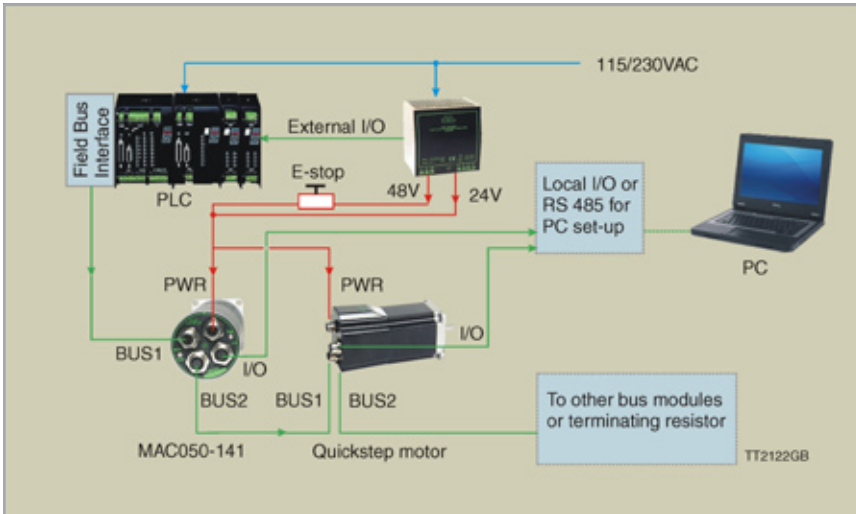 115/230VAC
Field Bus
Interface
External I/O
PLC
E-stop
48V
24V
Local I/O or
RS 485 for
PC set-up
PC
PWR
PWR
BUS1
I/O
I/O
BUS2
BUS1
BUS2
To other bus modules
or terminating resistor
MAC050-141
Quickstep motor
TT2122GB